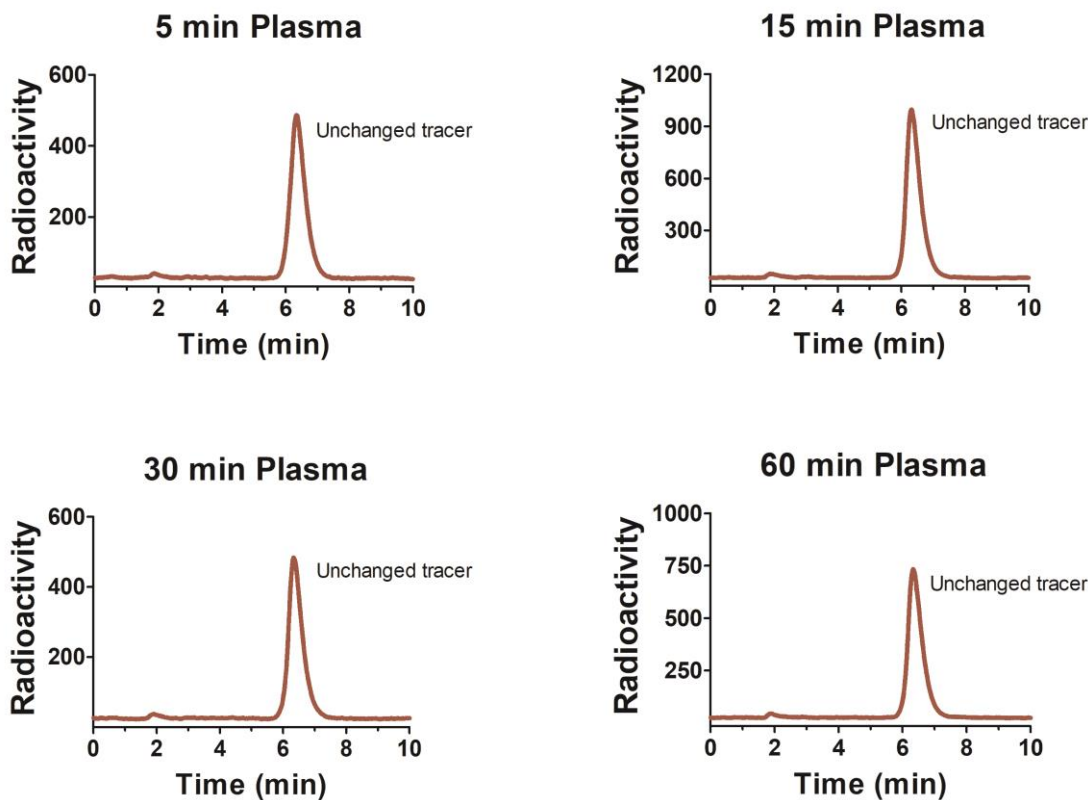 5 min Plasma
600
400
200
Radioactivity
Unchanged tracer
0 2 4 6 8 10
Time (min)
15 min Plasma
1200
900
600
300
Radioactivity
Unchanged tracer
0 2 4 6 8 10
Time (min)
30 min Plasma
600
400
200
Radioactivity
Unchanged tracer
0 2 4 6 8 10
Time (min)
60 min Plasma
1000
750
500
250
Radioactivity
Unchanged tracer
0 2 4 6 8 10
Time (min)